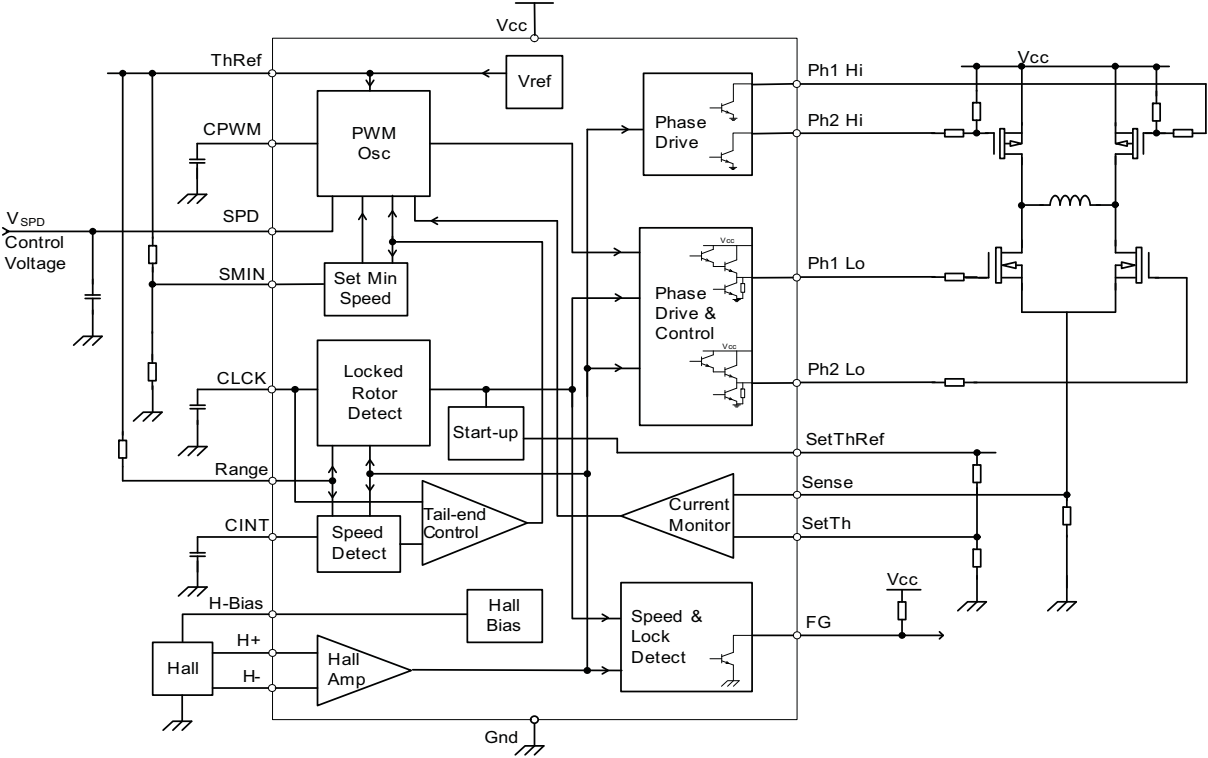 Vcc
ThRef
Vref
CPWM
PWM
Osc
VSPD
Control
Voltage
SPD
SMIN
Set Min
Speed
CLCK
Locked
Rotor
Detect
Start-up
Range
CINT
Speed
Detect
Tail-end
Control
H-Bias
Hall
Bias
Hall
H+
H-
Hall
Amp
Gnd
Phase
Drive
Ph1 Hi
Ph2 Hi
Vcc
Phase
Drive &
Control
Vcc
Vcc
Ph1 Lo
Ph2 Lo
SetThRef
Sense
SetTh
Current
Monitor
Speed &
Lock
Detect
FG
Vcc